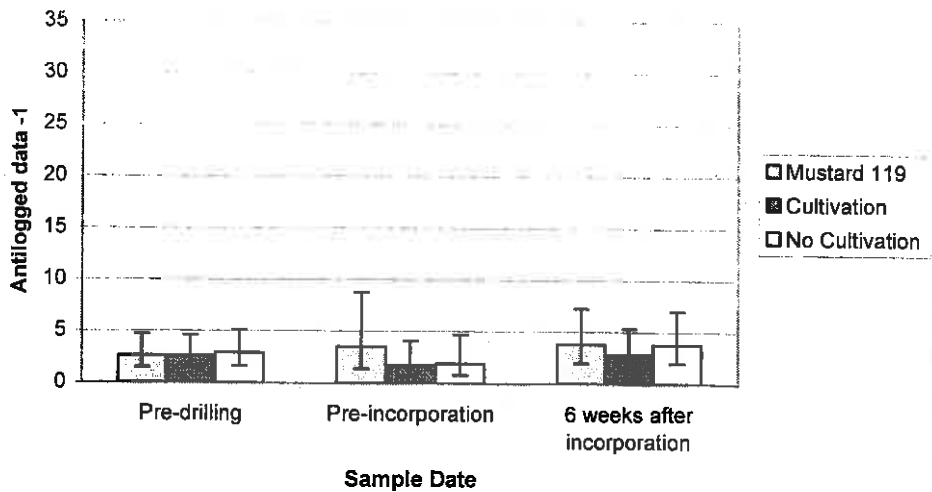 Antilogged data -1
35
30
25
20
15
10
5
0
Pre-drilling
Pre-incorporation
6 weeks after
incorporation
Sample Date
Mustard 119
Cultivation
No Cultivation